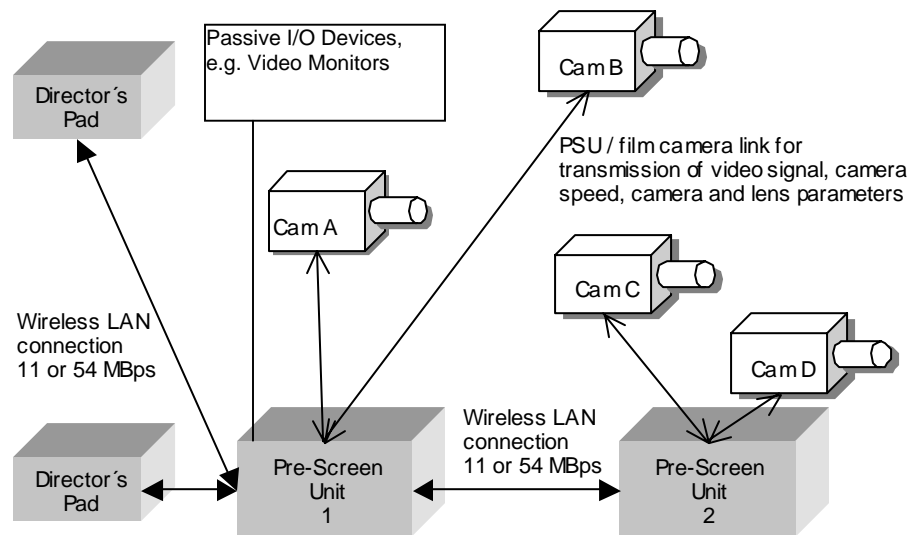 Passive I/O Devices,
e.g. Video Monitors
Cam B
Director´s
Pad
PSU / film camera link for
transmission of video signal, camera
speed, camera and lens parameters
Cam A
Cam C
Wireless LAN
connection
11 or 54 MBps
Cam D
Wireless LAN
connection
11 or 54 MBps
Director´s
Pad
Pre-Screen
Unit
1
Pre-Screen
Unit
2